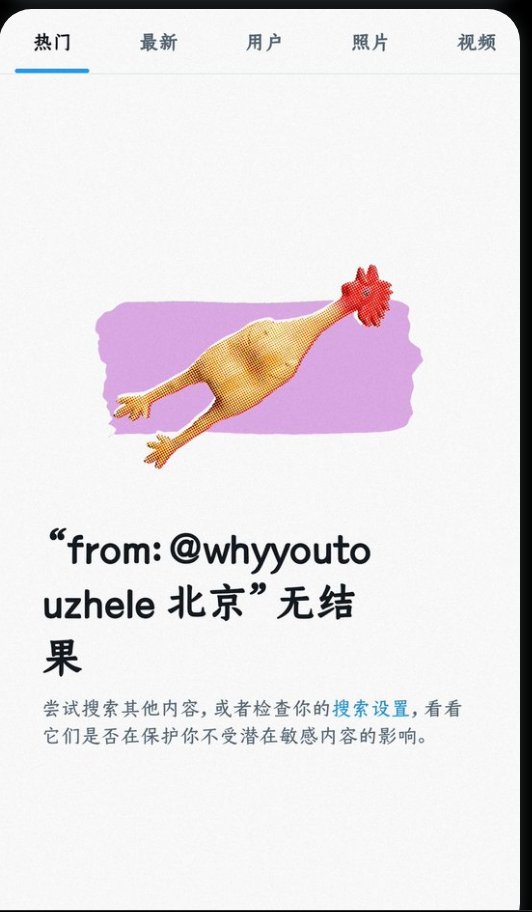 热门 最新 用户 照片 视频
“from: @whyyouto
uzhele 北京” 无结
果
尝试搜索其他内容, 或者检查你的搜索设置, 看看
它们是否在保护你不受潜在敏感内容的影响。